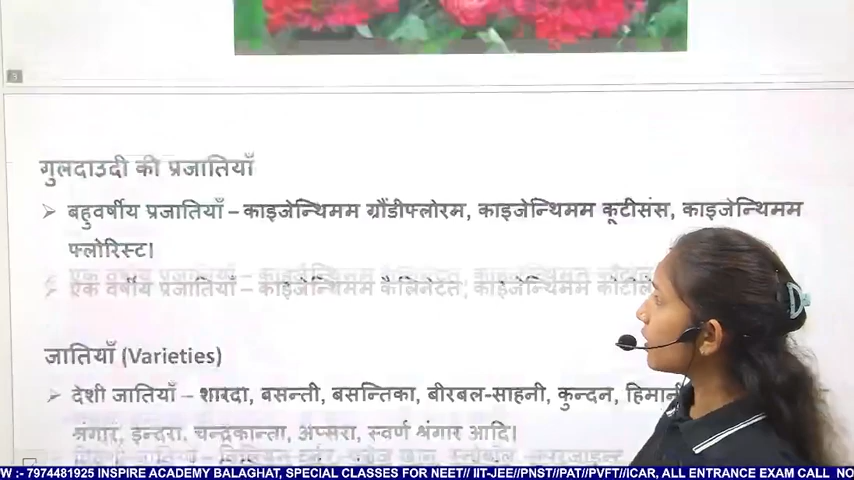 गुलदाउदी की प्रजातियाँ
➢ बहुवर्षीय प्रजातियाँ – काइजेन्थिमम ग्रौंडीफ्लोरम, काइजेन्थिमम कूटीसंस, काइजेन्थिमम
फ्लोरिस्ट।
एक वर्षीय प्रजातियाँ – काइजेन्थिमम कैलिनेटते, काइजेन्थिमम
जातियाँ (Varieties)
➢ देशी जातियाँ – शारदा, बसन्ती, बसन्तिका, बीरबल-साहनी, कुन्दन, हिमानी
श्रंगार, इन्दरा, चन्द्रकान्ता, अप्सरा, स्वर्ण श्रंगार आदि।
W :- 7974481925 INSPIRE ACADEMY BALAGHAT, SPECIAL CLASSES FOR NEET// IIT-JEE//PNST//PAT//PVFT//ICAR, ALL ENTRANCE EXAM CALL NO